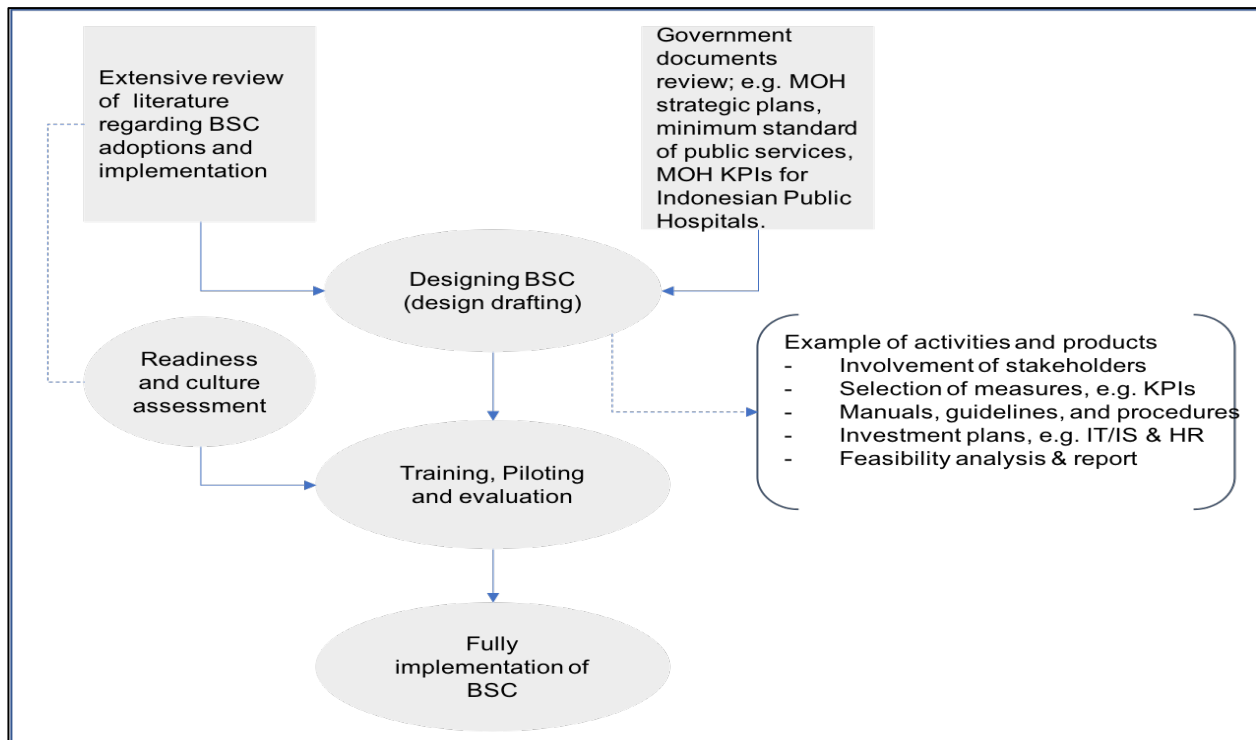 Extensive review
of literature
regarding BSC
adoptions and
implementation
Government
documents
review; e.g. MOH
strategic plans,
minimum standard
of public services,
MOH KPIs for
Indonesian Public
Hospitals.
Designing BSC
(design drafting)
Readiness
and culture
assessment
Example of activities and products
- Involvement of stakeholders
- Selection of measures, e.g. KPIs
- Manuals, guidelines, and procedures
- Investment plans, e.g. IT/IS & HR
- Feasibility analysis & report
Training, Piloting
and evaluation
Fully
implementation of
BSC